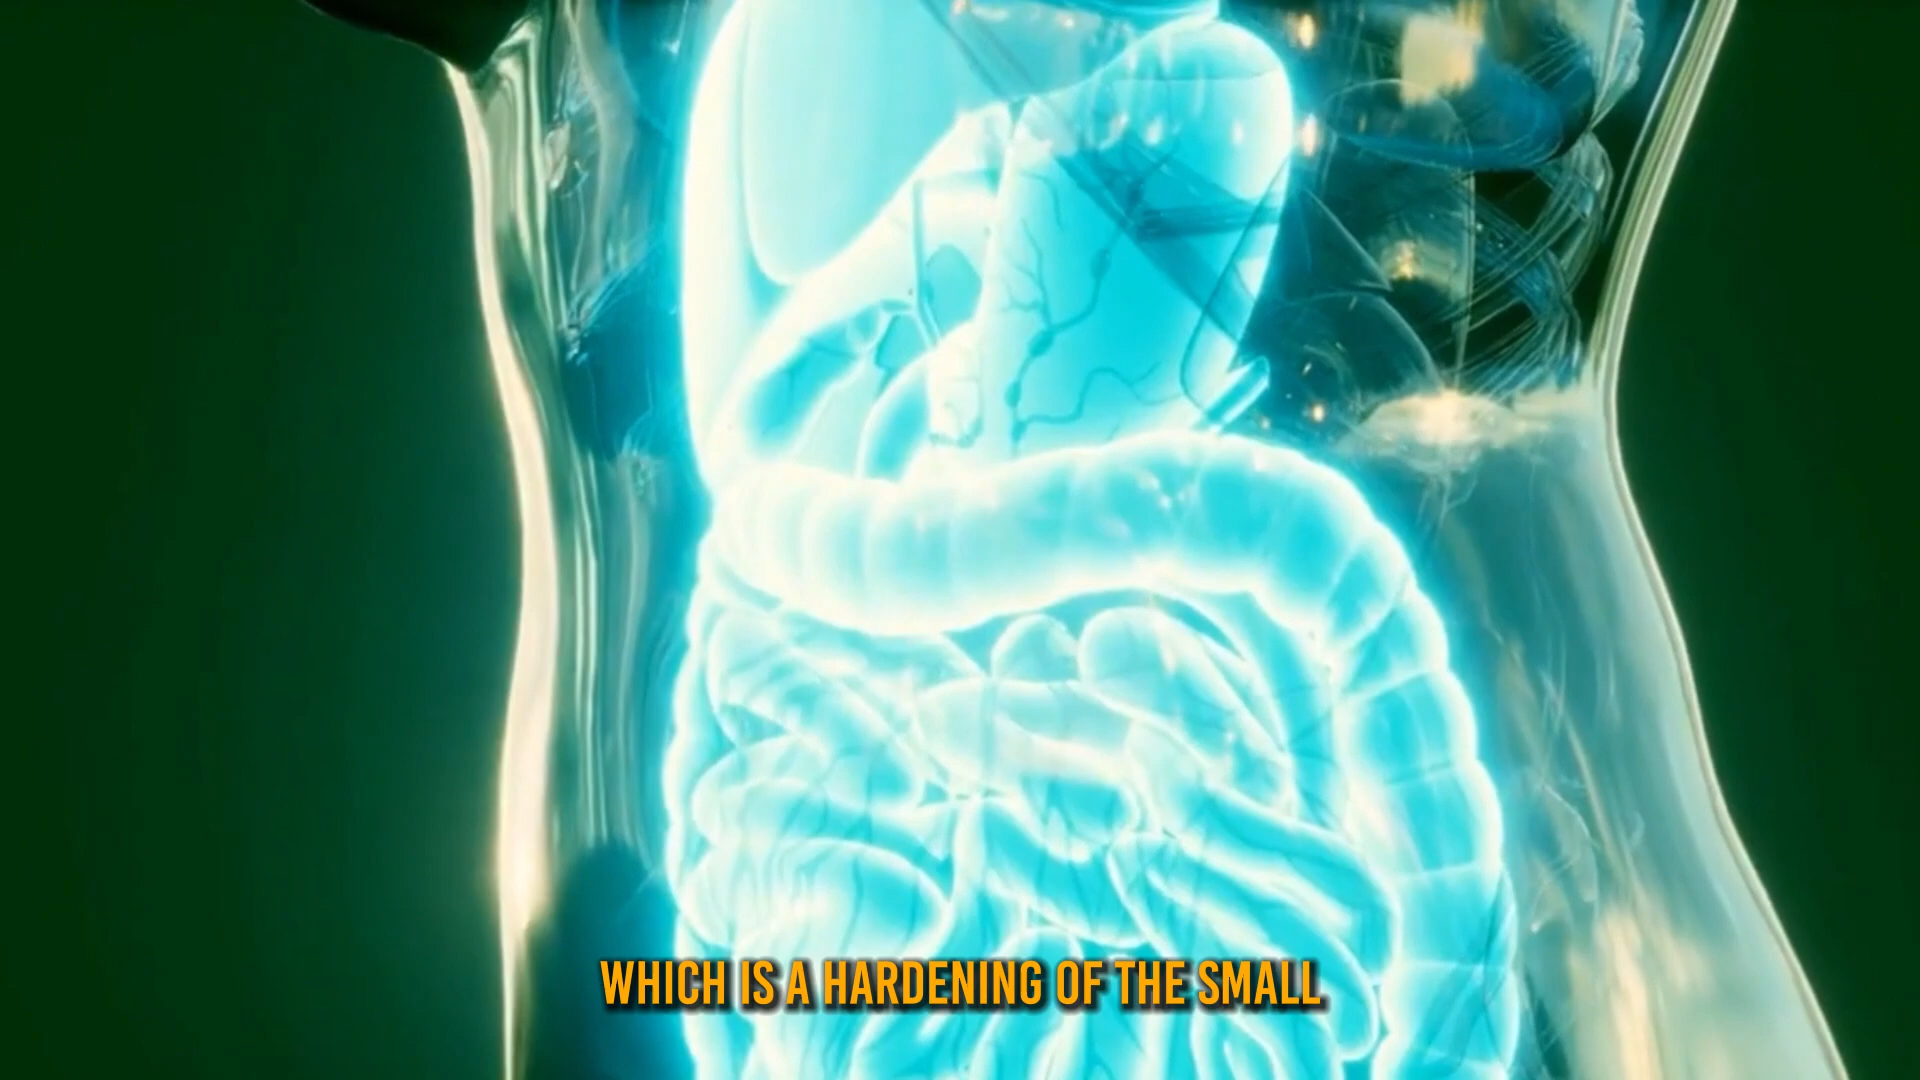 WHICH IS A HARDENING OF THE SMALL